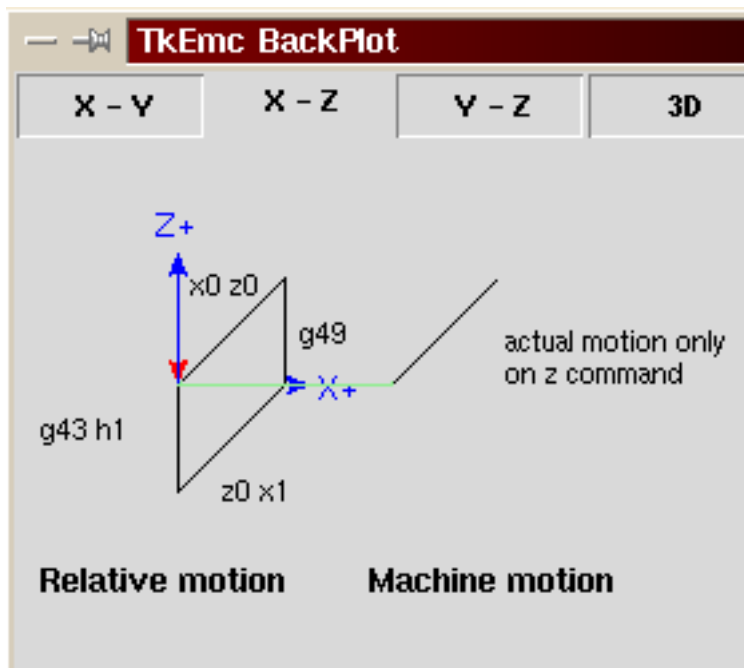 TkEmc BackPlot
X - Y
X - Z
Y - Z
3D
Z+
x0 z0
g49
actual motion only
on z command
X+
g43 h1
z0 x1
Relative motion
Machine motion